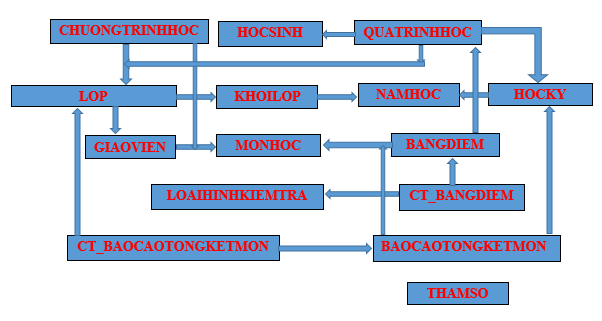 CHUONGTRINHHOC
HOCSINH
QUATRINHHOC
LOP
KHOILOP
NAMHOC
HOCKY
GIAOVIEN
MONHOC
BANGDIEM
LOAIHINHKIEMTRA
CT_BANGDIEM
CT_BAOCAOTONGKETMON
BAOCAOTONGKETMON
THAMSO